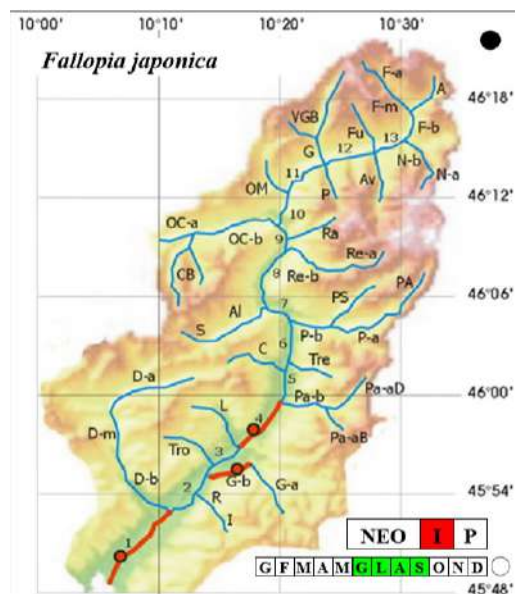 10°00' 10°10' 10°20' 10°30'
Fallopia japonica
46°18'
46°12'
46°06'
46°00'
45°54'
45°48'
F-a
A
F-m
VGB
Fu
13
F-b
G
12
N-b
11
N-a
OM
P
Av
10
OC-a
Ra
OC-b
9
Re-a
CB
8
Re-b
PS
PA
7
Al
S
P-b
P-a
6
C
Tre
D-a
5
Pa-aD
Pa-b
L
4
D-m
Pa-aB
Tro
3
D-b
G-b
2
R
G-a
I
1
NEO I P
G F M A M G L A S O N D